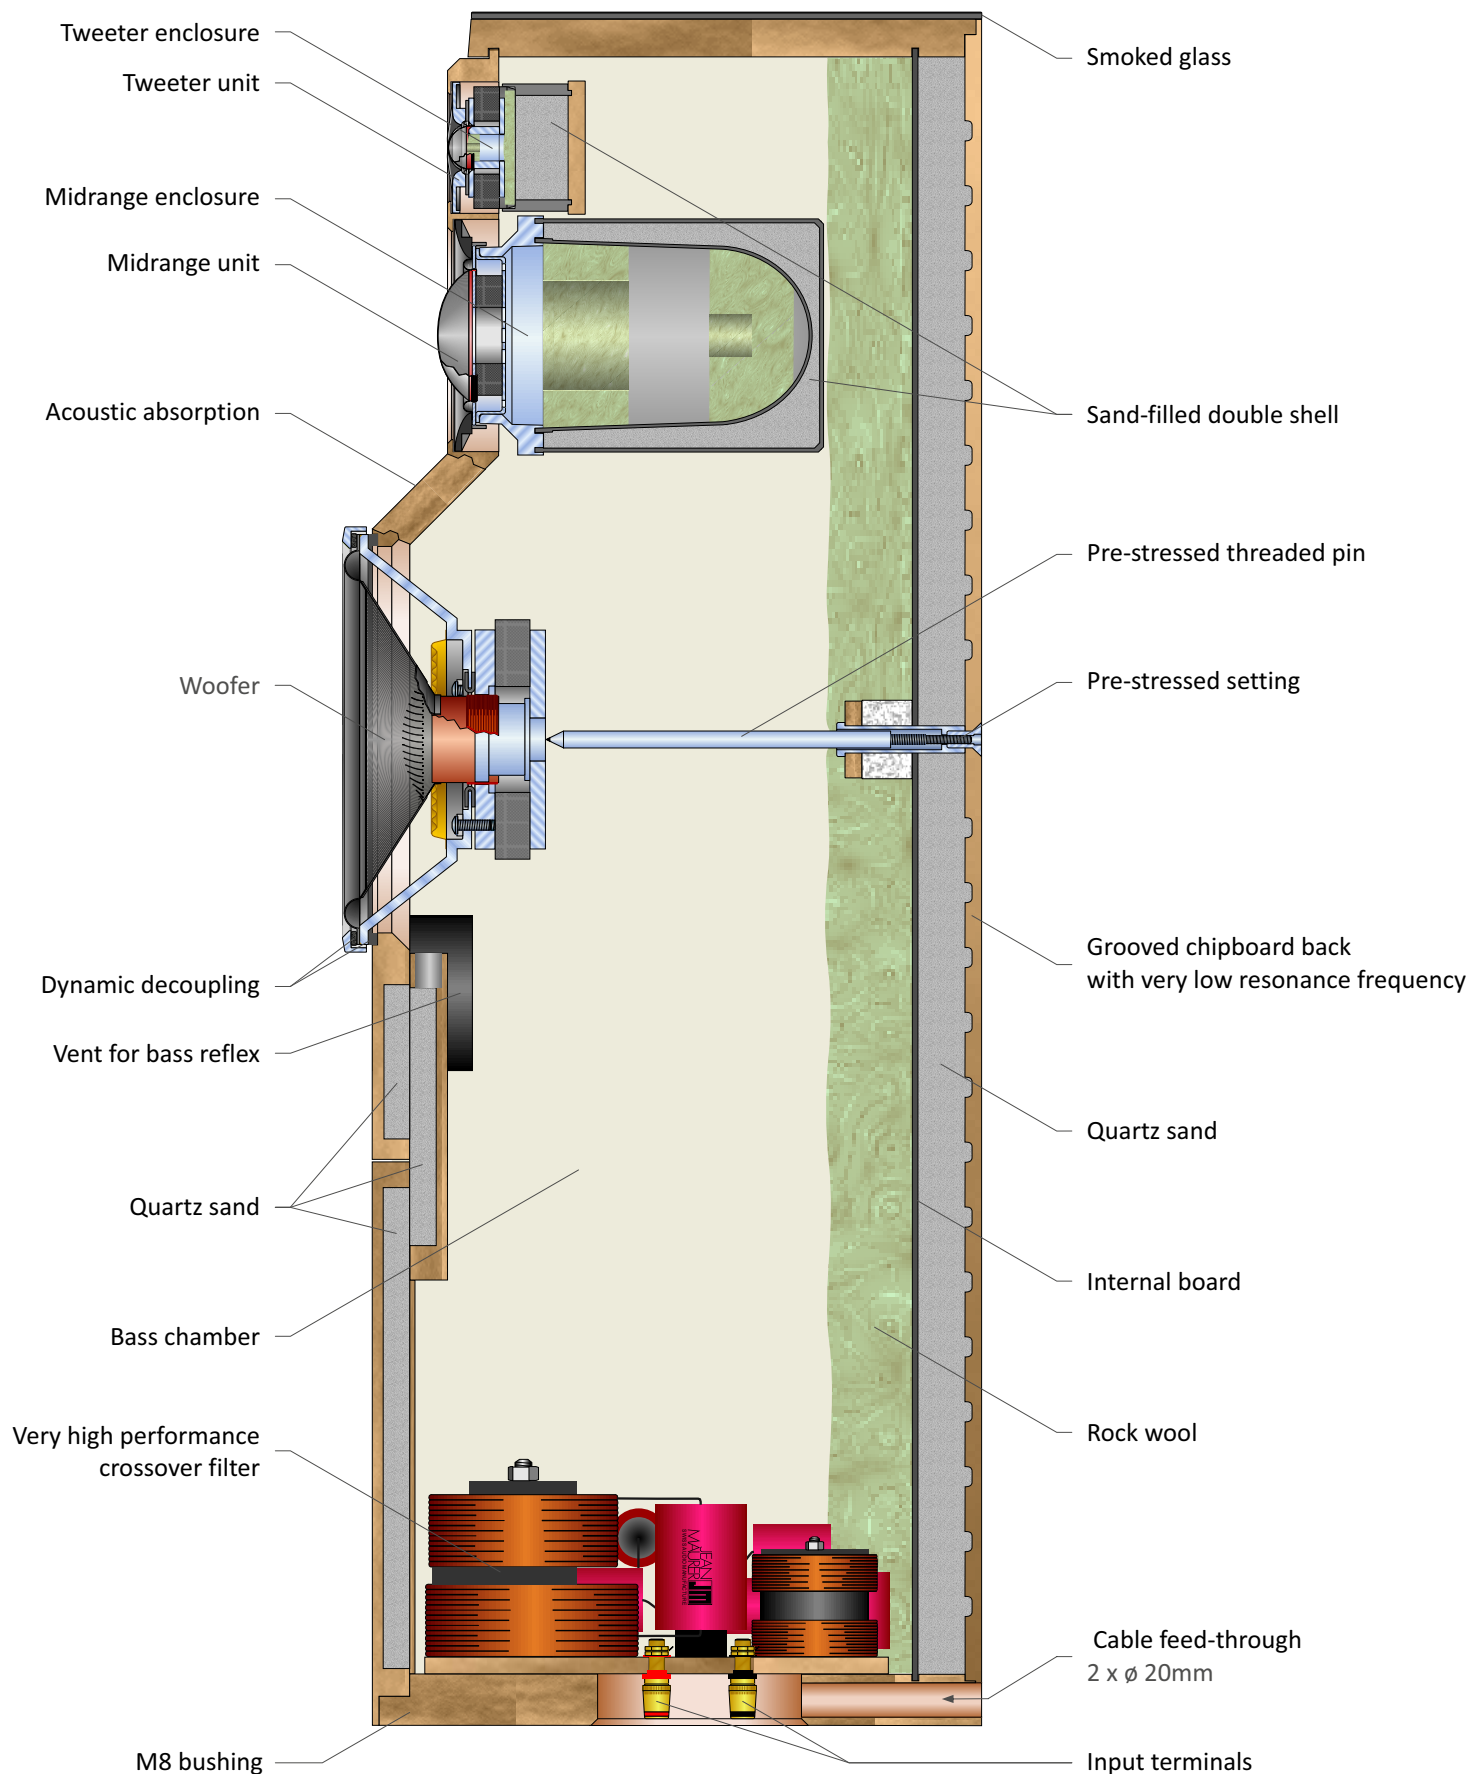 Tweeter enclosure
Tweeter unit
Midrange enclosure
Midrange unit
Acoustic absorption
Woofer
Dynamic decoupling
Vent for bass reflex
Quartz sand
Bass chamber
Very high performance
crossover filter
M8 bushing
Smoked glass
Sand-filled double shell
Pre-stressed threaded pin
Pre-stressed setting
Grooved chipboard back
with very low resonance frequency
Quartz sand
Internal board
Rock wool
Cable feed-through
2 x ø 20mm
Input terminals
JEAN
MAURER
SWISS AUDIO MANUFACTURE